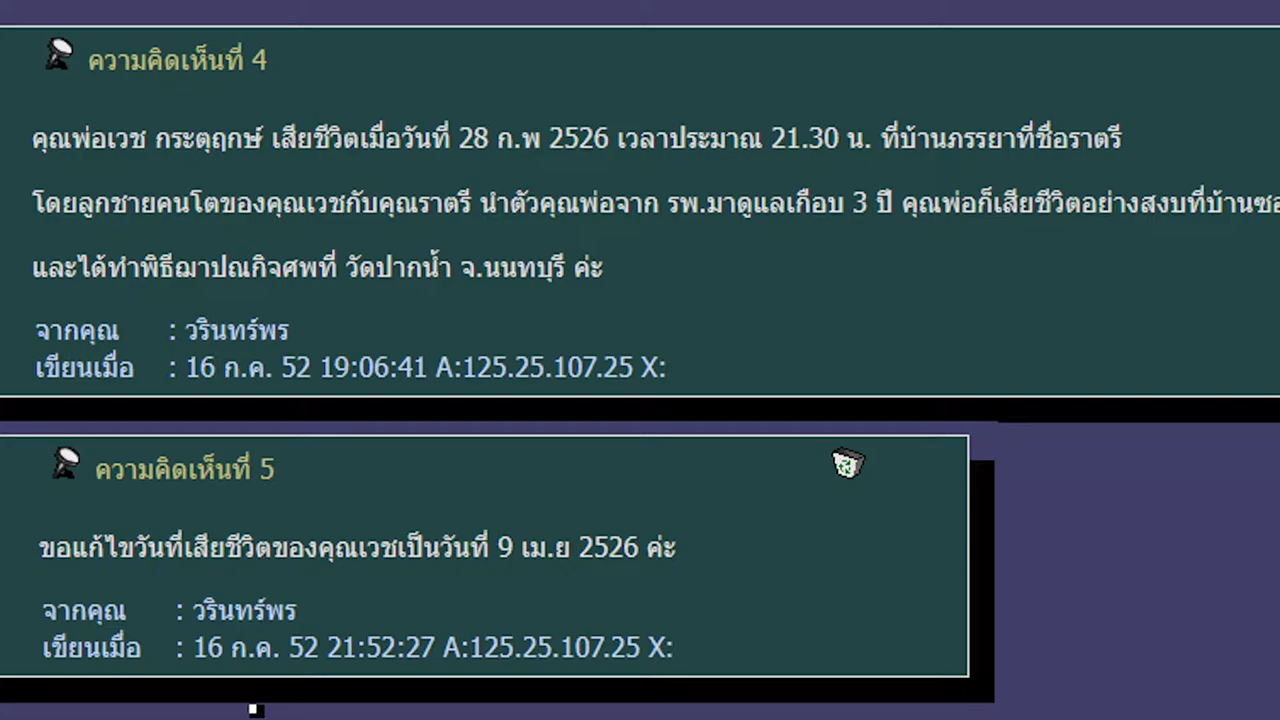 ความคิดเห็นที่ 4
คุณพ่อเวช กระตุฤกษ์ เสียชีวิตเมื่อวันที่ 28 ก.พ 2526 เวลาประมาณ 21.30 น. ที่บ้านภรรยาที่ชื่อราตรี
โดยลูกชายคนโตของคุณเวชกับคุณราตรี นำตัวคุณพ่อจาก รพ.มาดูแลเกือบ 3 ปี คุณพ่อก็เสียชีวิตอย่างสงบที่บ้าน
และได้ทำพิธีฌาปณกิจศพที่ วัดปากน้ำ จ.นนทบุรี ค่ะ
จากคุณ : วรินทร์พร
เขียนเมื่อ : 16 ก.ค. 52 19:06:41 A:125.25.107.25 X:
ความคิดเห็นที่ 5
ขอแก้ไขวันที่เสียชีวิตของคุณเวชเป็นวันที่ 9 เม.ย 2526 ค่ะ
จากคุณ : วรินทร์พร
เขียนเมื่อ : 16 ก.ค. 52 21:52:27 A:125.25.107.25 X: